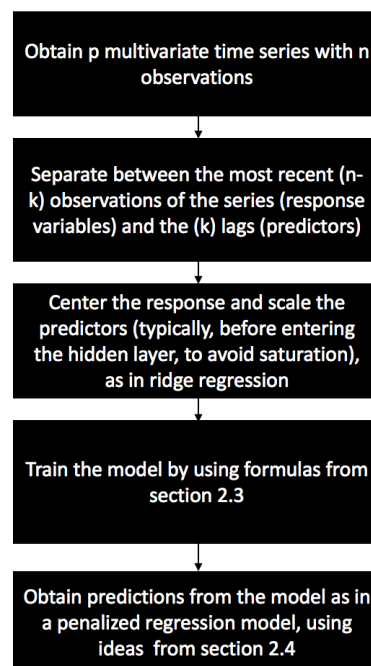 Obtain p multivariate time series with n
observations
Separate between the most recent (n-
k) observations of the series (response
variables) and the (k) lags (predictors)
Center the response and scale the
predictors (typically, before entering
the hidden layer, to avoid saturation),
as in ridge regression
Train the model by using formulas from
section 2.3
Obtain predictions from the model as in
a penalized regression model, using
ideas from section 2.4